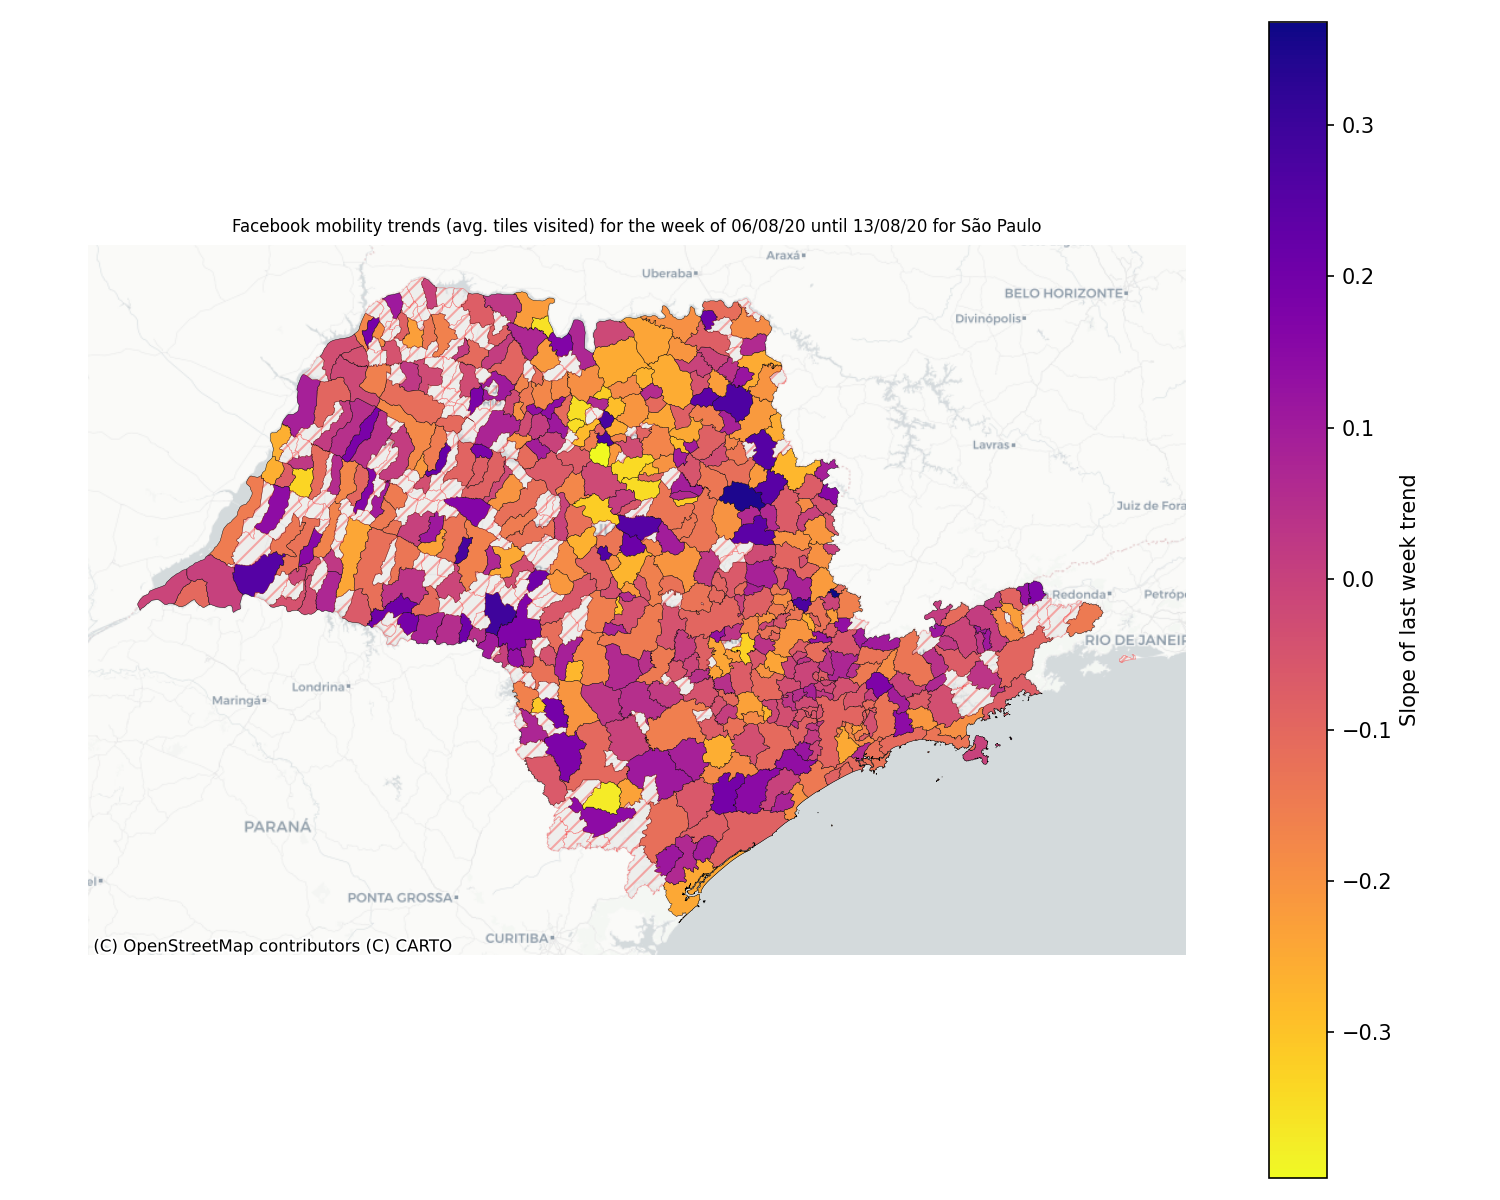 Facebook mobility trends (avg. tiles visited) for the week of 06/08/20 until 13/08/20 for São Paulo
Araxá
Uberaba
BELO HORIZONTE
Divinópolis
Lavras
Juiz de Fora
Redonda
Petróp
RIO DE JANEIR
Londrina
Maringá
PARANÁ
el
PONTA GROSSA
CURITIBA
(C) OpenStreetMap contributors (C) CARTO
0.3
0.2
0.1
0.0
−0.1
−0.2
−0.3
Slope of last week trend